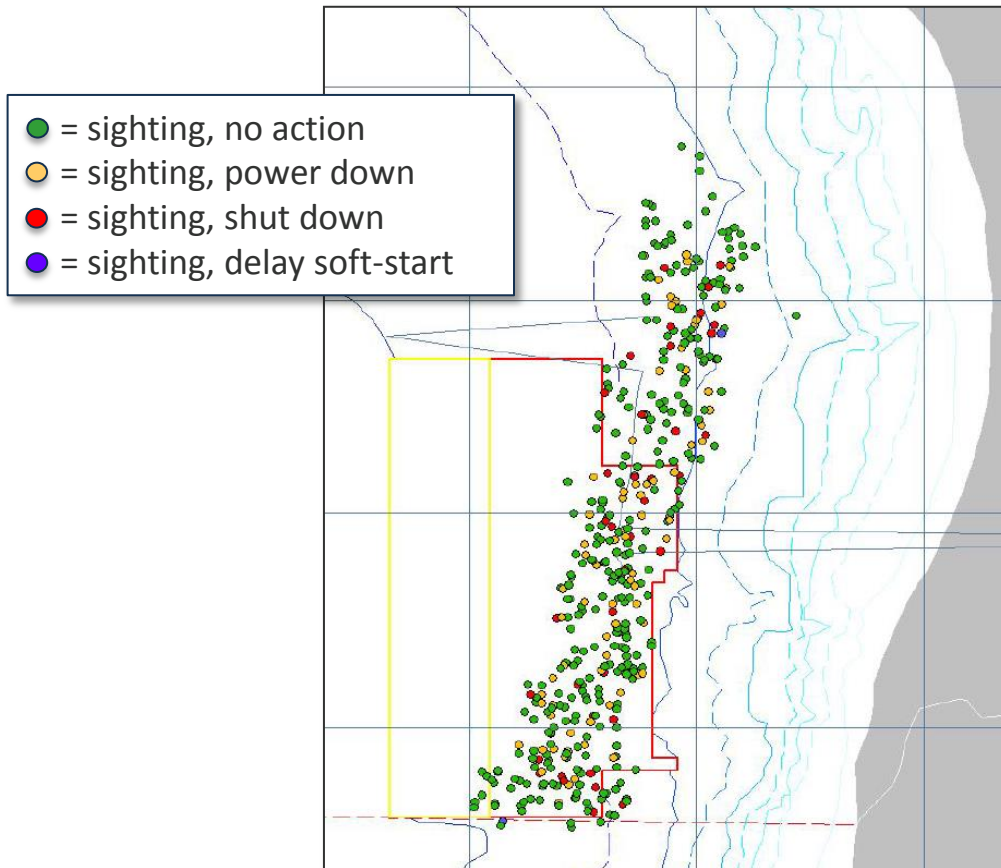 = sighting, no action
= sighting, power down
= sighting, shut down
= sighting, delay soft-start